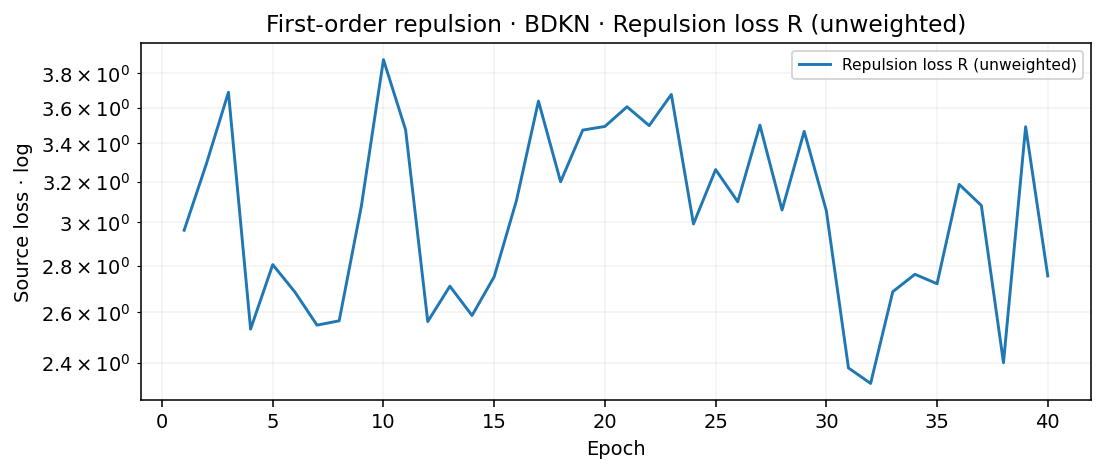 First-order repulsion · BDKN · Repulsion loss R (unweighted)
Repulsion loss R (unweighted)
Source loss · log
3.8 × 10⁰
3.6 × 10⁰
3.4 × 10⁰
3.2 × 10⁰
3 × 10⁰
2.8 × 10⁰
2.6 × 10⁰
2.4 × 10⁰
0 5 10 15 20 25 30 35 40
Epoch